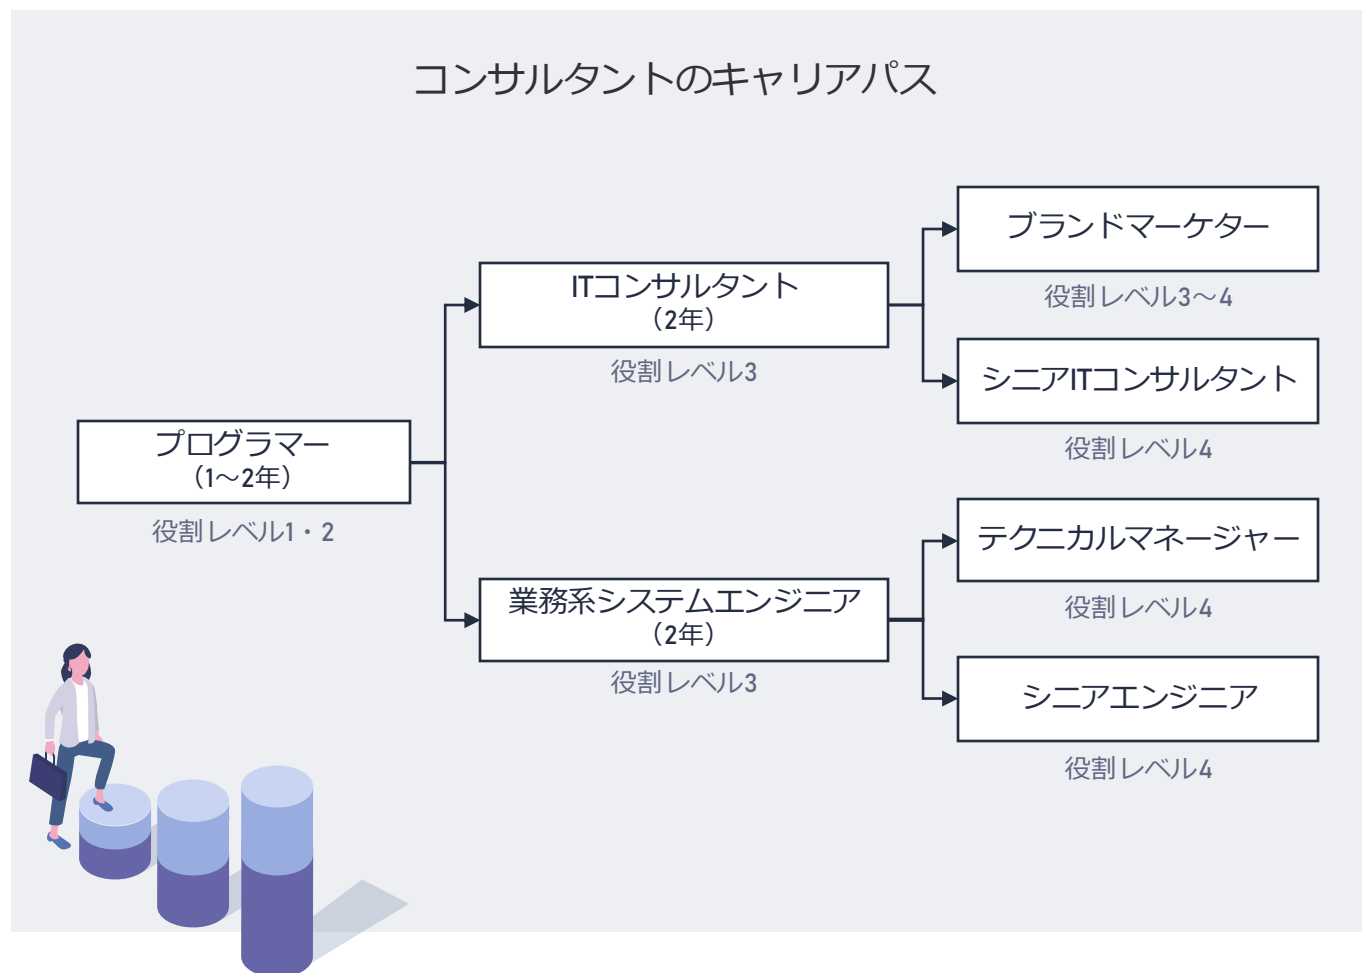 コンサルタントのキャリアパス
プログラマー
（1～2年）
役割レベル1・2
ITコンサルタント
（2年）
役割レベル3
業務系システムエンジニア
（2年）
役割レベル3
ブランドマーケター
役割レベル3～4
シニアITコンサルタント
役割レベル4
テクニカルマネージャー
役割レベル4
シニアエンジニア
役割レベル4